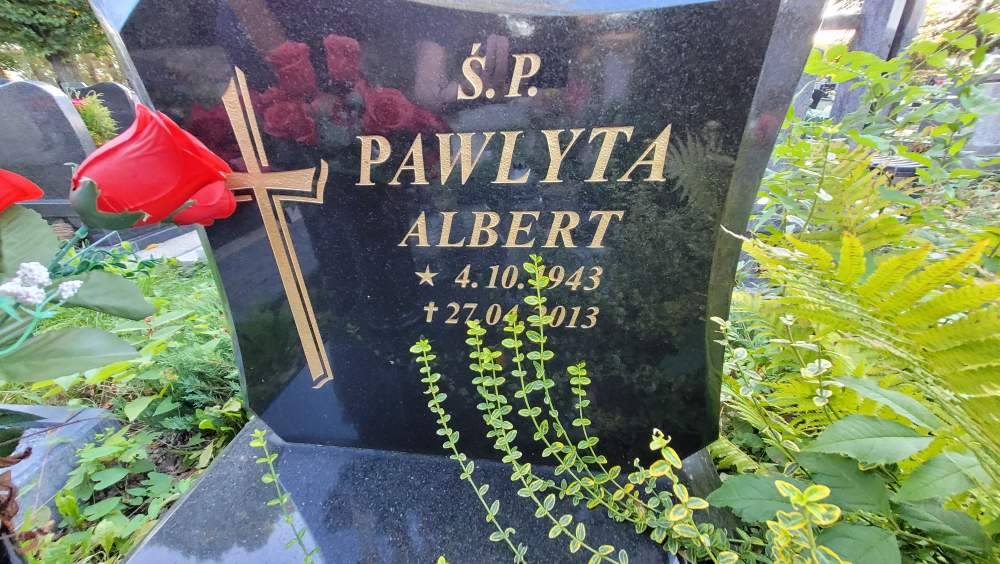 Ś.P.
PAWLYTA
ALBERT
★ 4.10.1943
✝ 27.04.2013